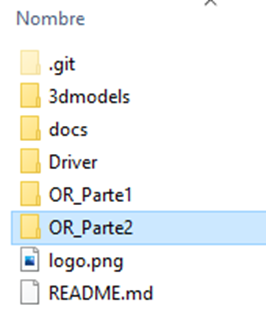 Nombre
.git
3dmodels
docs
Driver
OR_Parte1
OR_Parte2
logo.png
README.md